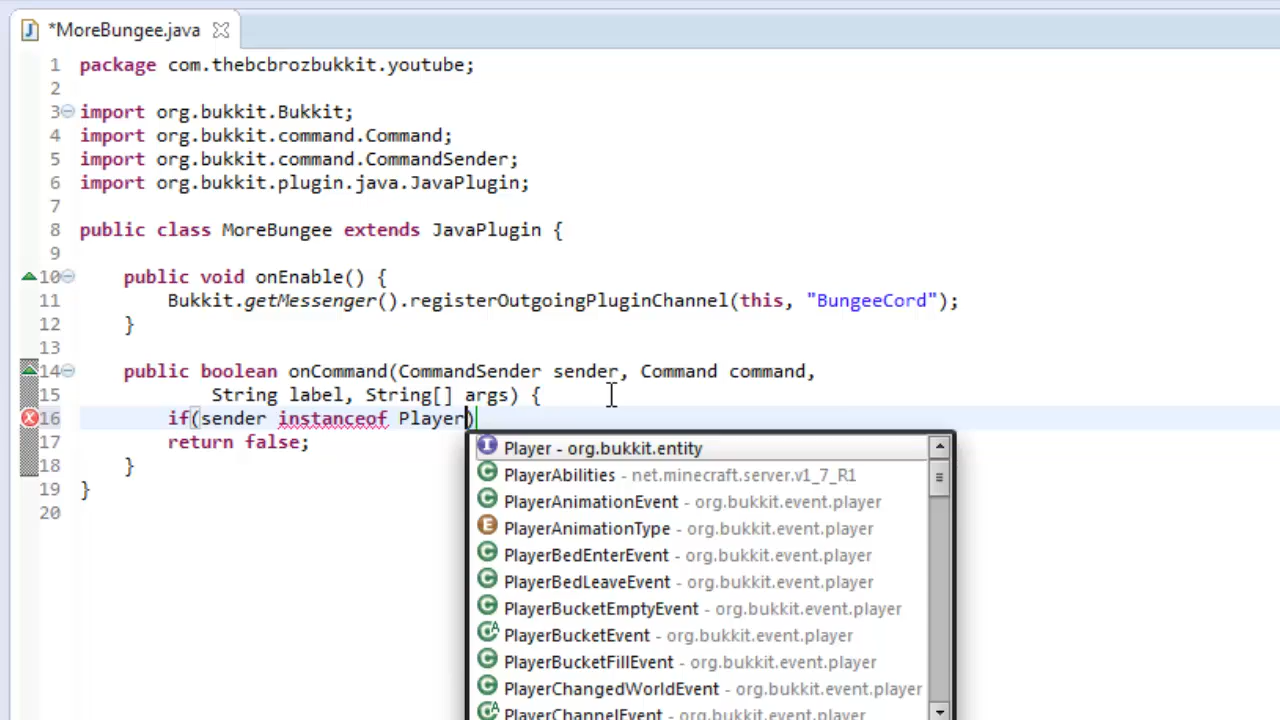 *MoreBungee.java
1 package com.thebcbrozbukkit.youtube;
2
3 import org.bukkit.Bukkit;
4 import org.bukkit.command.Command;
5 import org.bukkit.command.CommandSender;
6 import org.bukkit.plugin.java.JavaPlugin;
7
8 public class MoreBungee extends JavaPlugin {
9
10 public void onEnable() {
11 Bukkit.getMessenger().registerOutgoingPluginChannel(this, "BungeeCord");
12 }
13
14 public boolean onCommand(CommandSender sender, Command command,
15 String label, String[] args) {
16 if(sender instanceof Player)
17 return false;
18 }
19 }
20
Player - org.bukkit.entity
PlayerAbilities - net.minecraft.server.v1_7_R1
PlayerAnimationEvent - org.bukkit.event.player
PlayerAnimationType - org.bukkit.event.player
PlayerBedEnterEvent - org.bukkit.event.player
PlayerBedLeaveEvent - org.bukkit.event.player
PlayerBucketEmptyEvent - org.bukkit.event.player
PlayerBucketEvent - org.bukkit.event.player
PlayerBucketFillEvent - org.bukkit.event.player
PlayerChangedWorldEvent - org.bukkit.event.player
PlayerChannelEvent - org.bukkit.event.player